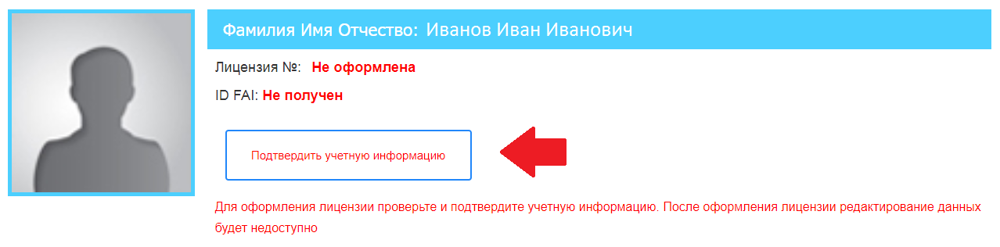 Фамилия Имя Отчество: Иванов Иван Иванович
Лицензия №: Не оформлена
ID FAI: Не получен
Подтвердить учетную информацию
Для оформления лицензии проверьте и подтвердите учетную информацию. После оформления лицензии редактирование данных
будет недоступно